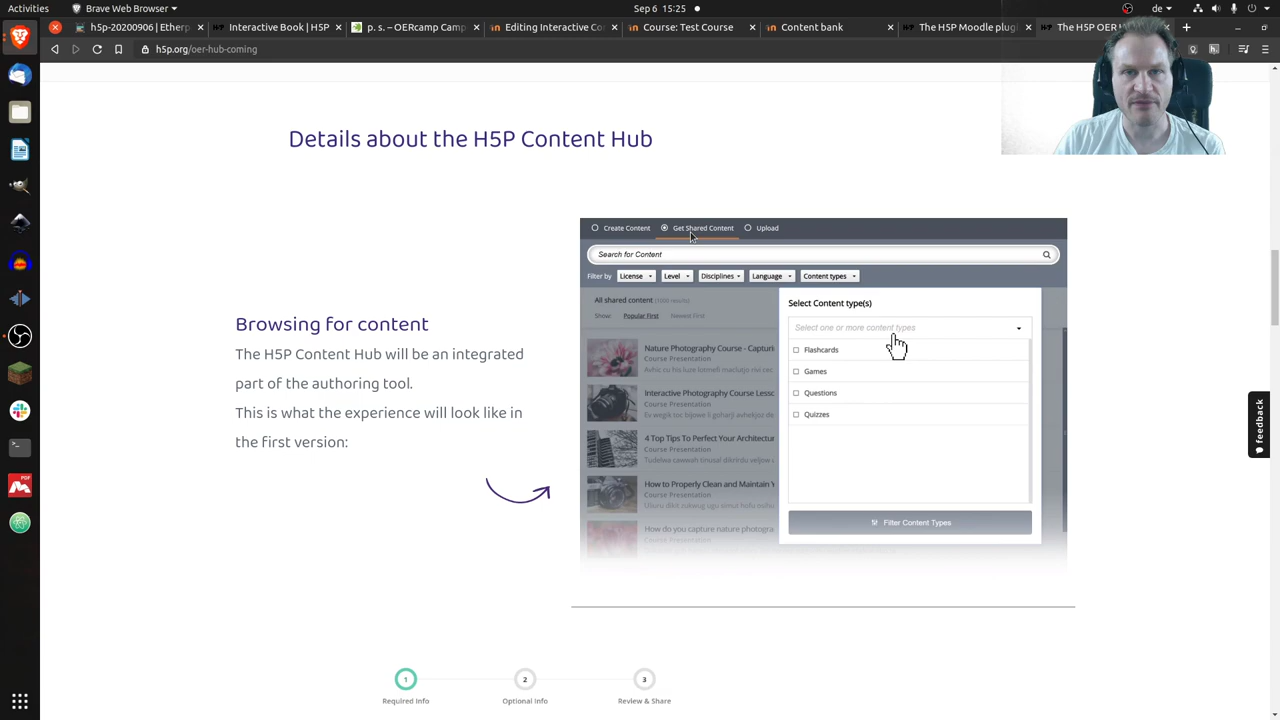 Activities
Brave Web Browser
Sep 6 15:25
de
h5p-20200906 | Etherp
Interactive Book | H5P
p. s. – OERcamp Camp
Editing Interactive Co
Course: Test Course
Content bank
The H5P Moodle plug
The H5P OER
h5p.org/oer-hub-coming
Details about the H5P Content Hub
Create Content
Get Shared Content
Upload
Search for Content
Filter by
License
Level
Disciplines
Language
Content types
All shared content (1000 results)
Show: Popular First Newest First
Select Content type(s)
Select one or more content types
Flashcards
Games
Questions
Quizzes
Filter Content Types
Nature Photography Course - Capturi
Course Presentation
Interactive Photography Course Less
Course Presentation
4 Top Tips To Perfect Your Architectur
Course Presentation
How to Properly Clean and Maintain Y
Course Presentation
How do you capture nature photogra
Course Presentation
Browsing for content
The H5P Content Hub will be an integrated
part of the authoring tool.
This is what the experience will look like in
the first version:
feedback
PDF
1
2
3
Required Info
Optional info
Review & Share